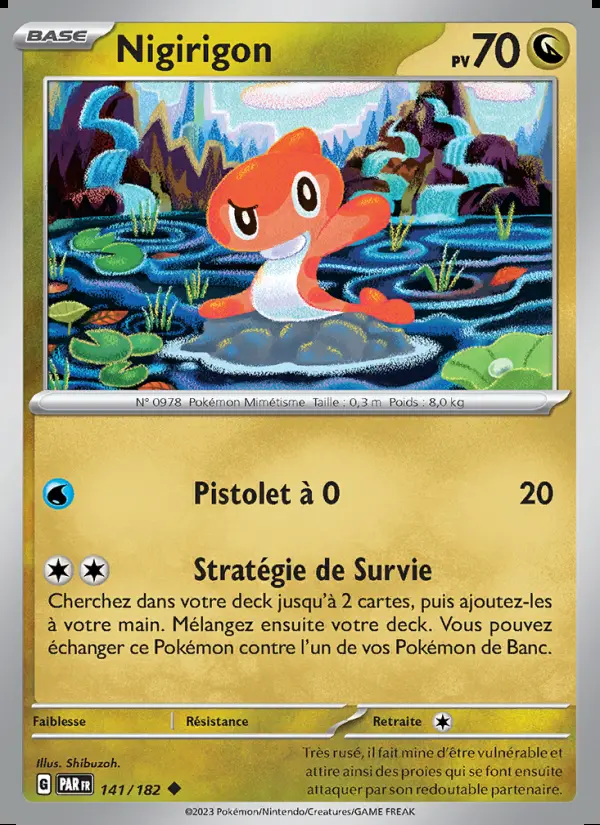 BASE Nigirigon PV 70
N° 0978 Pokémon Mimétisme Taille : 0,3 m Poids : 8,0 kg
Pistolet à O 20
Stratégie de Survie
Cherchez dans votre deck jusqu'à 2 cartes, puis ajoutez-les
à votre main. Mélangez ensuite votre deck. Vous pouvez
échanger ce Pokémon contre l'un de vos Pokémon de Banc.
Faiblesse Résistance Retraite
Illus. Shibuzoh.
G PAR FR 141/182
Très rusé, il fait mine d'être vulnérable et
attire ainsi des proies qui se font ensuite
attaquer par son redoutable partenaire.
©2023 Pokémon/Nintendo/Creatures/GAME FREAK